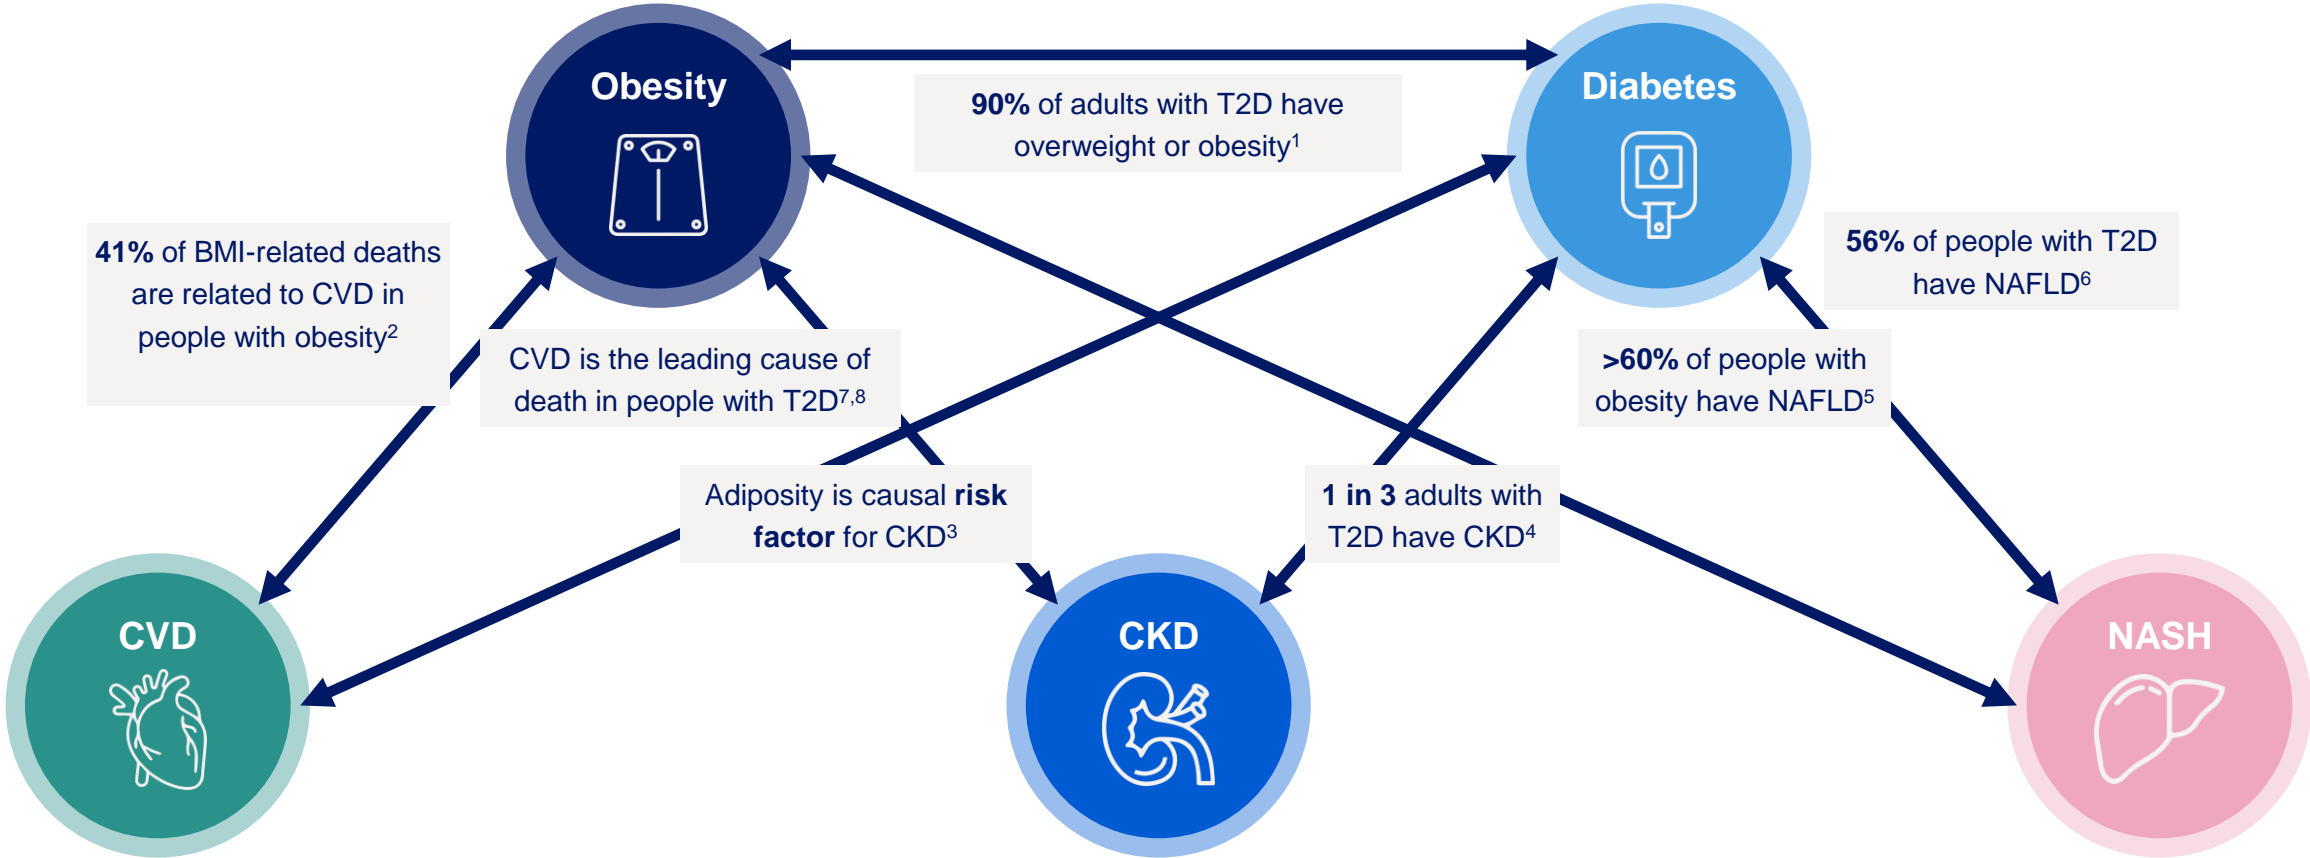 Obesity
Diabetes
90% of adults with T2D have
overweight or obesity1
41% of BMI-related deaths
are related to CVD in
people with obesity2
56% of people with T2D
have NAFLD6
CVD is the leading cause of
death in people with T2D7,8
>60% of people with
obesity have NAFLD5
Adiposity is causal risk
factor for CKD3
1 in 3 adults with
T2D have CKD4
CVD
CKD
NASH